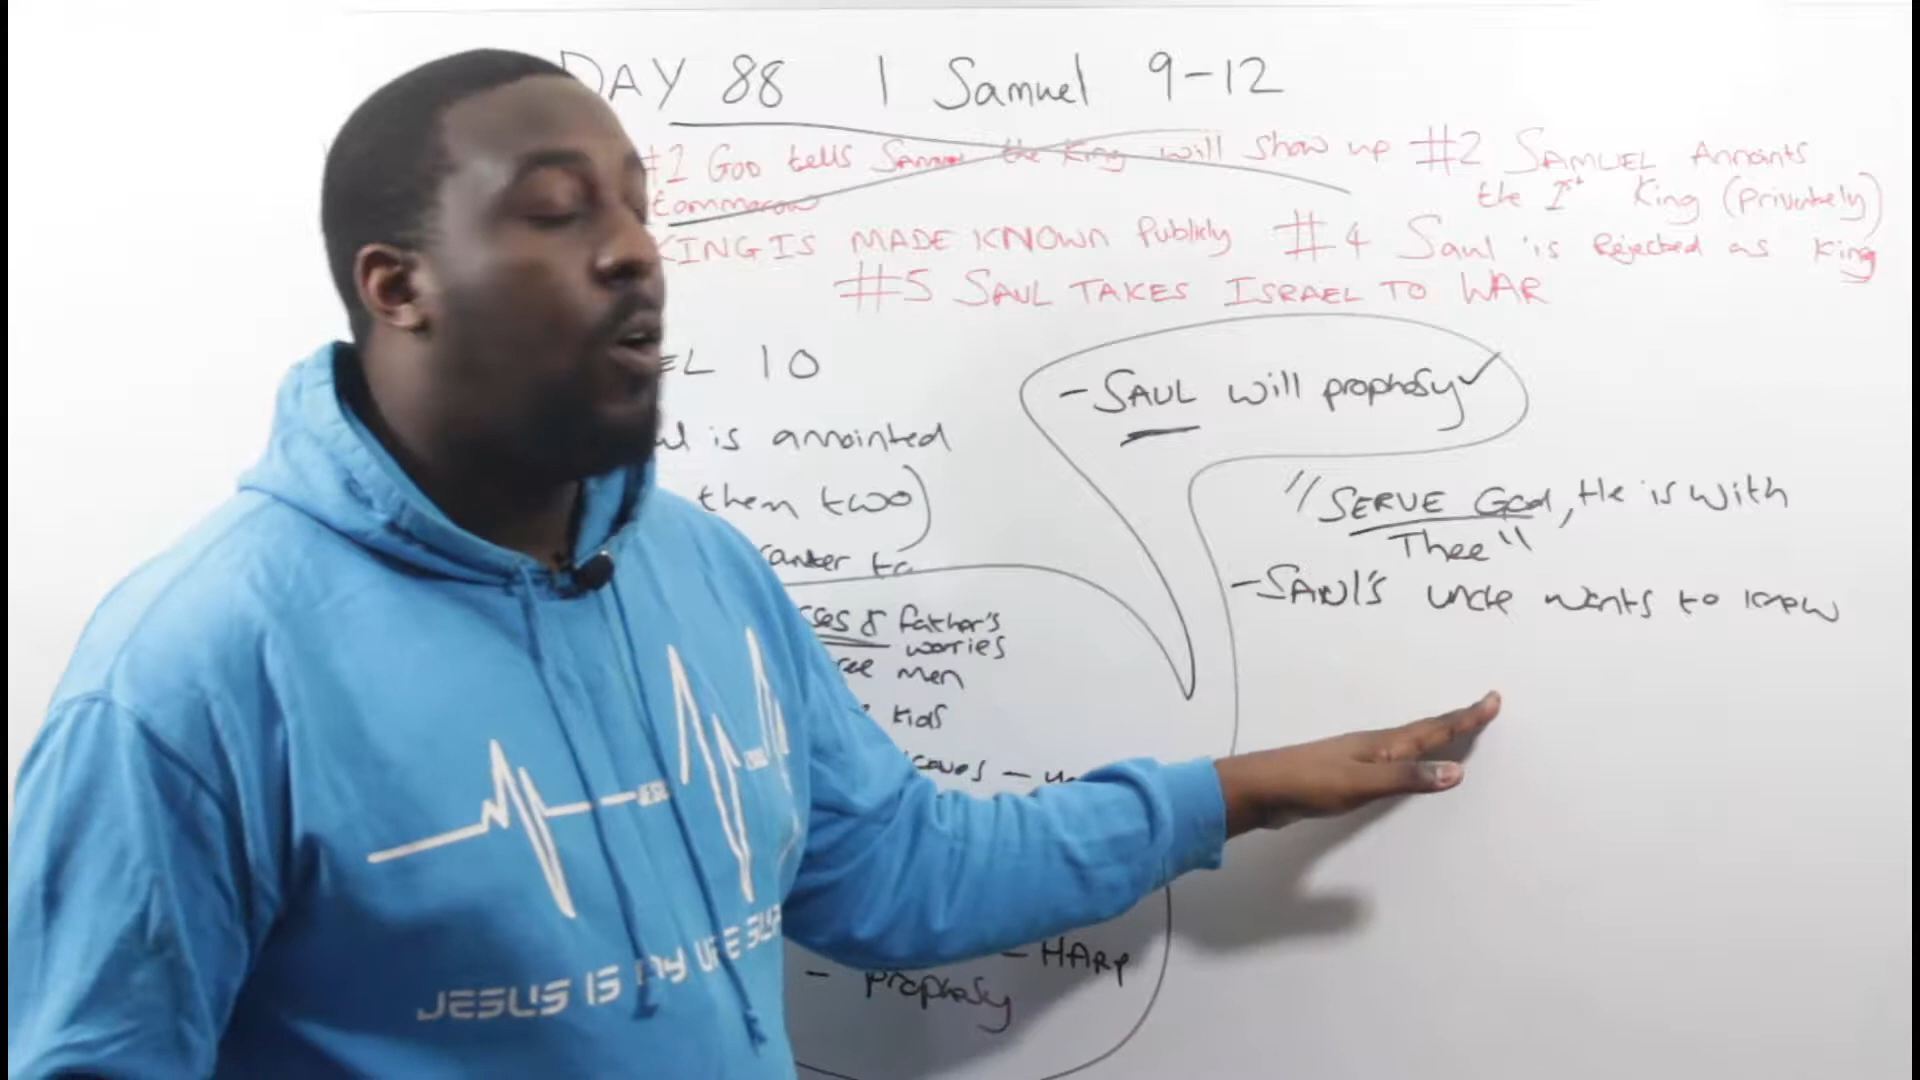 DAY 88 1 Samuel 9-12
#1 GOD tells the King will show up #2 SAMUEL Annoints
tommorow the 1st King (privately)
KING IS MADE KNOWN Publicly #4 Saul is Rejected as King
#5 SAUL TAKES ISRAEL TO WAR
EL 10
- SAUL will prophesy ✓
is annointed
them two)
"SERVE God, He is with
Thee"
- SAUL'S uncle wants to know
& father's
worries
men
kids
- HARP
- prophesy
JESUS
JESUS IS MY LIFE